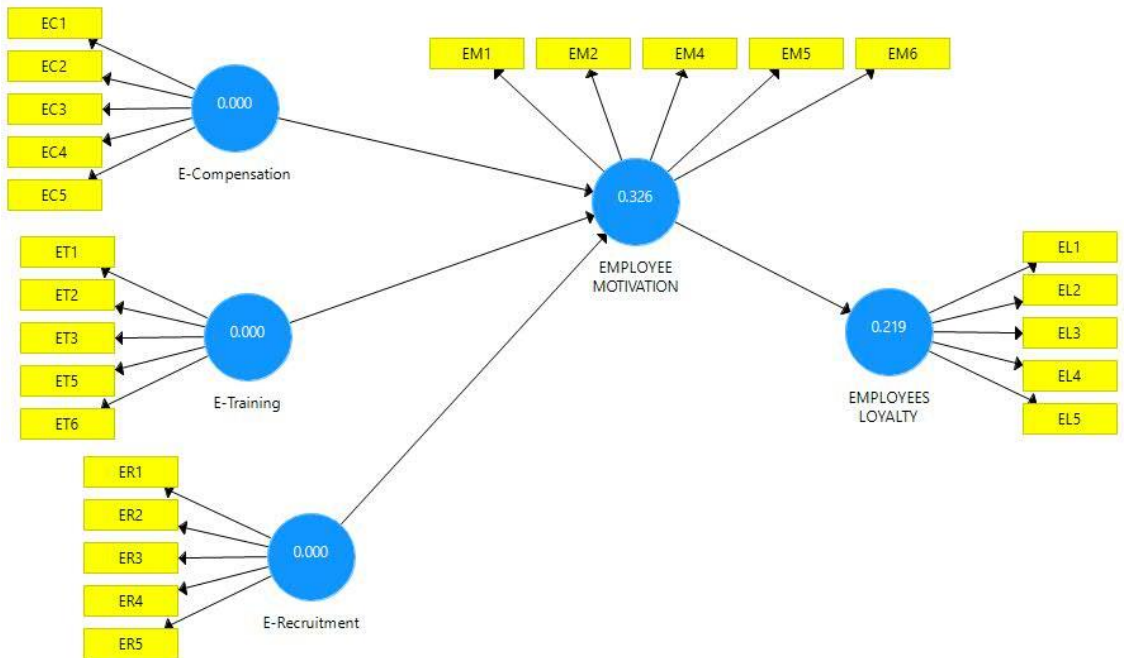 EC1
EC2
EC3
EC4
EC5
0.000
E-Compensation
EM1
EM2
EM4
EM5
EM6
0.326
EMPLOYEE
MOTIVATION
ET1
ET2
ET3
ET5
ET6
0.000
E-Training
EL1
EL2
EL3
EL4
EL5
0.219
EMPLOYEES
LOYALTY
ER1
ER2
ER3
ER4
ER5
0.000
E-Recruitment